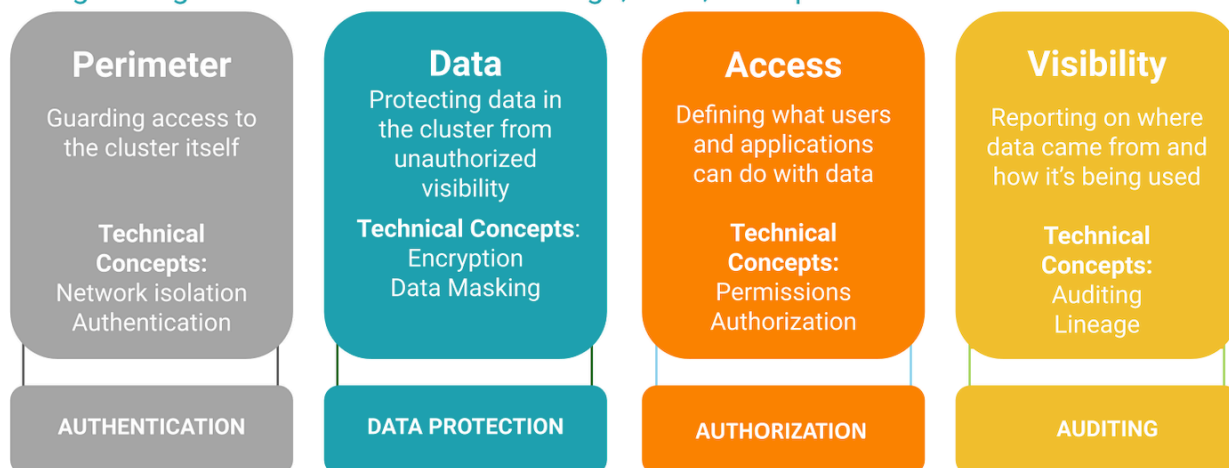 Perimeter
Guarding access to
the cluster itself
Technical
Concepts:
Network isolation
Authentication
AUTHENTICATION
Data
Protecting data in
the cluster from
unauthorized
visibility
Technical Concepts:
Encryption
Data Masking
DATA PROTECTION
Access
Defining what users
and applications
can do with data
Technical
Concepts:
Permissions
Authorization
AUTHORIZATION
Visibility
Reporting on where
data came from and
how it’s being used
Technical
Concepts:
Auditing
Lineage
AUDITING